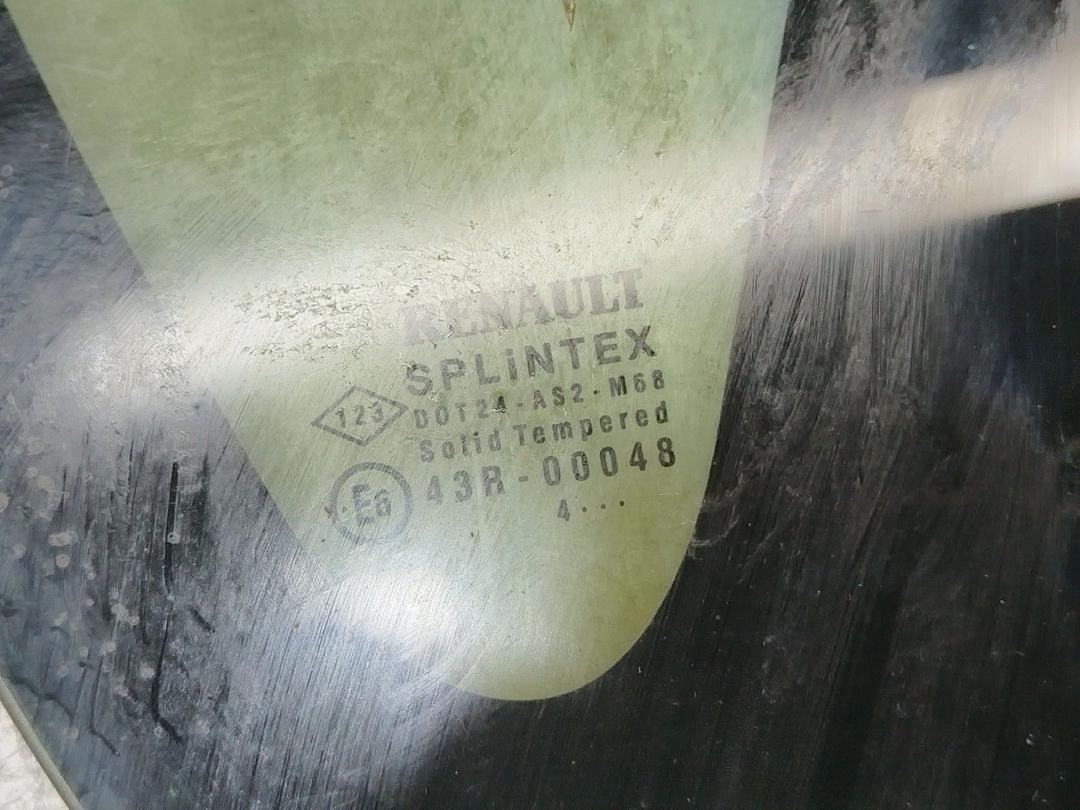 RENAULT
SPLiNTEX
123
DOT24-AS2-M68
Solid Tempered
E6
43R-00048
4...